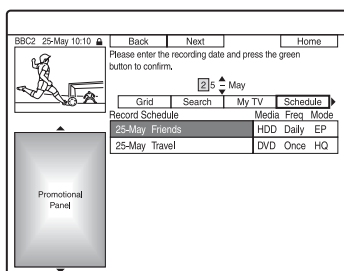 BBC2 25-May 10:10
Back Next Home
Please enter the recording date and press the green
button to confirm.
25 May
Grid Search My TV Schedule
Record Schedule Media Freq Mode
25-May Friends HDD Daily EP
25-May Travel DVD Once HQ
Promotional
Panel